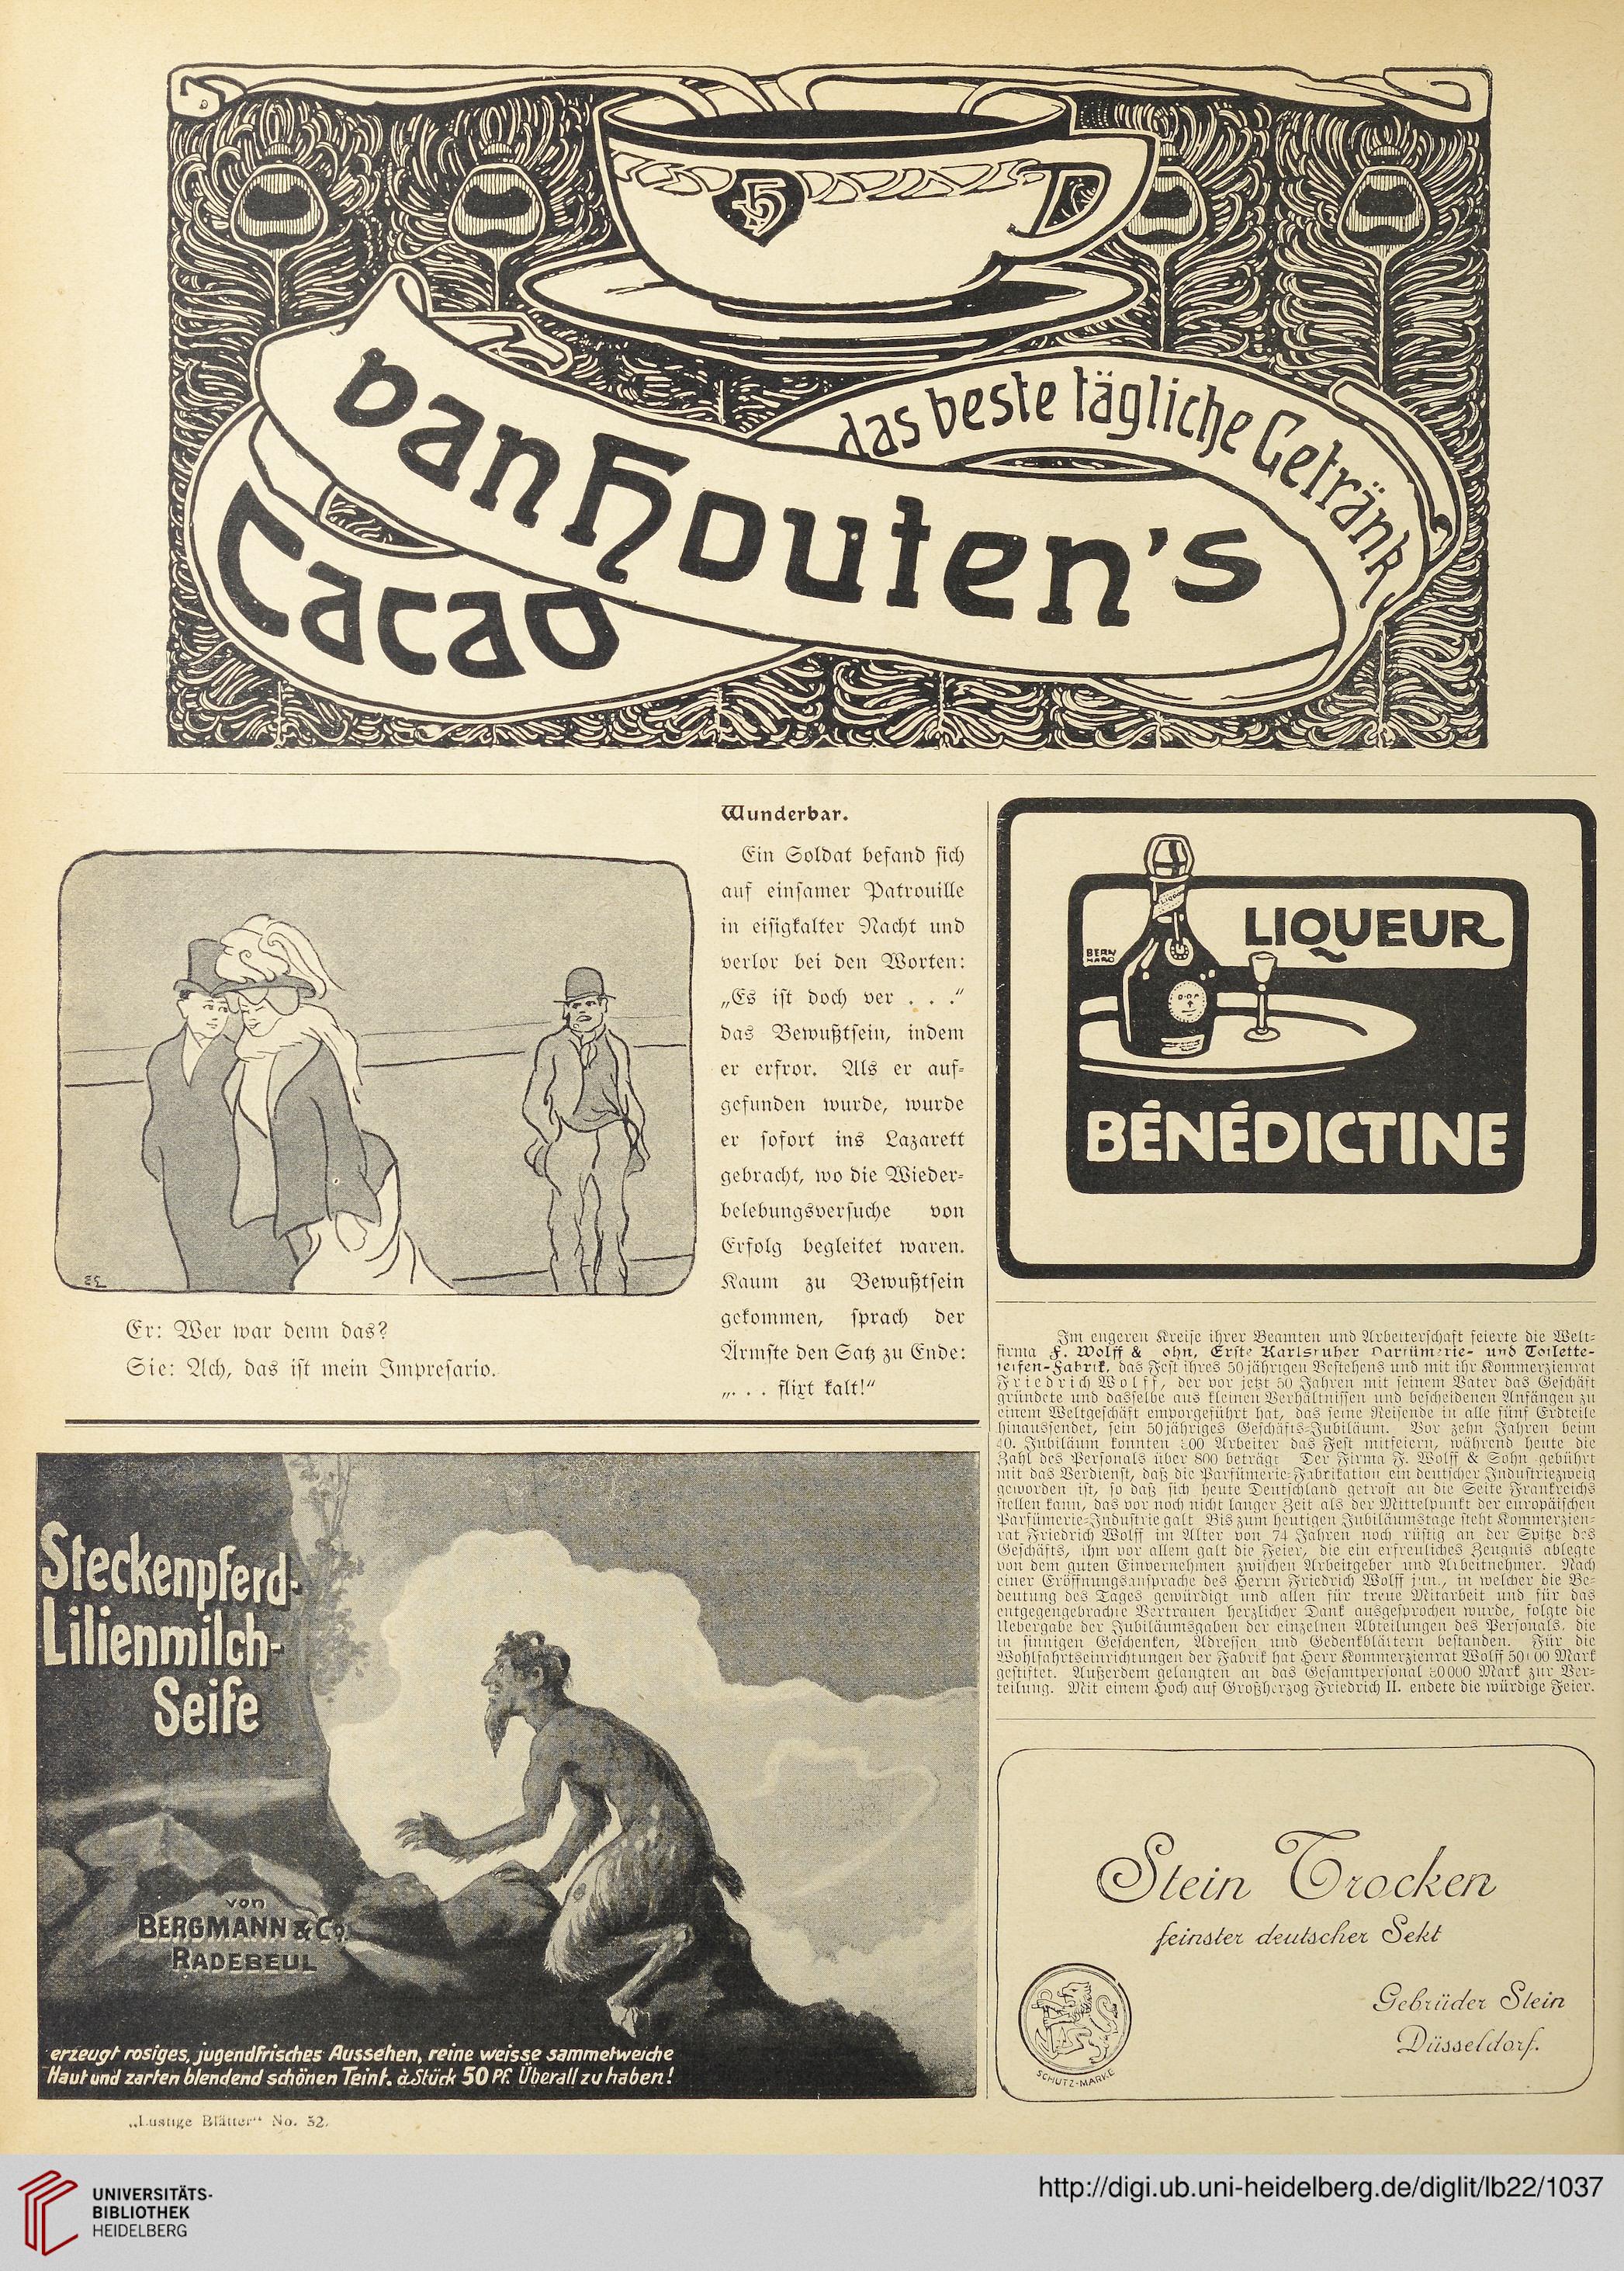 van Houten's
Cacao
das beste tägliche Getränk
Wunderbar.
Ein Soldat befand sich
auf einsamer Patrouille
in eisigkalter Nacht und
verlor bei den Worten:
„Es ist doch ver . . .“
das Bewußtsein, indem
er erfror. Als er auf-
gefunden wurde, wurde
er sofort ins Lazarett
gebracht, wo die Wieder-
belebungsversuche von
Erfolg begleitet waren.
Kaum zu Bewußtsein
gekommen, sprach der
Ärmste den Satz zu Ende:
„. . . flixt kalt!“
Er: Wer war denn das?
Sie: Ach, das ist mein Impresario.
LIQUEUR
BERN
HARD
BÉNÉDICTINE
Im engeren Kreise ihrer Beamten und Arbeiterschaft feierte die Welt-
firma F. Wolff & ohn, Erste Karlsruher Parfümerie- und Toilette-
seifen-Fabrik, das Fest ihres 50jährigen Bestehens und mit ihr Kommerzienrat
Friedrich Wolff, der vor jetzt 50 Jahren mit seinem Vater das Geschäft
gründete und dasselbe aus kleinen Verhältnissen und bescheidenen Anfängen zu
einem Weltgeschäft emporgeführt hat, das seine Reisende in alle fünf Erdteile
hinaussendet, sein 50jähriges Geschäfts-Jubiläum. Vor zehn Jahren beim
40. Jubiläum konnten 00 Arbeiter das Fest mitfeiern, während heute die
Zahl des Personals über 800 beträgt Der Firma F. Wolff & Sohn gebührt
mit das Verdienst, daß die Parfümerie-Fabrikation ein deutscher Industriezweig
geworden ist, so daß sich heute Deutschland getrost an die Seite Frankreichs
stellen kann, das vor noch nicht langer Zeit als der Mittelpunkt der europäischen
Parfümerie-Industrie galt Bis zum heutigen Jubiläumstage steht Kommerzien-
rat Friedrich Wolff im Alter von 74 Jahren noch rüstig an der Spitze des
Geschäfts, ihm vor allem galt die Feier, die ein erfreuliches Zeugnis ablegte
von dem guten Einvernehmen zwischen Arbeitgeber und Arbeitnehmer. Nach
einer Eröffnungsansprache des Herrn Friedrich Wolff jun., in welcher die Be-
deutung des Tages gewürdigt und allen für treue Mitarbeit und für das
entgegengebrachte Vertrauen herzlicher Dank ausgesprochen wurde, folgte die
Uebergabe der Jubiläumsgaben der einzelnen Abteilungen des Personals, die
in sinnigen Geschenken, Adressen und Gedenkblättern bestanden. Für die
Wohlfahrtseinrichtungen der Fabrik hat Herr Kommerzienrat Wolff 50 00 Mark
gestiftet. Außerdem gelangten an das Gesamtpersonal 0000 Mark zur Ver-
teilung. Mit einem Hoch auf Großherzog Friedrich II. endete die würdige Feier.
Steckenpferd-
Lilienmilch-
Seife
von
BERGMANN & Co.
RADEBEUL
erzeugt rosiges, jugendfrisches Aussehen, reine weisse sammetweiche
Haut und zarten blendend schönen Teint. à Stück 50 Pf. Überall zu haben!
Stein Trocken
feinster deutscher Sekt
Gebrüder Stein
Düsseldorf.
SCHUTZ-MARKE
„Lustige Blätter“ No. 52.
UNIVERSITÄTS-
BIBLIOTHEK
HEIDELBERG
http://digi.ub.uni-heidelberg.de/diglit/lb22/1037